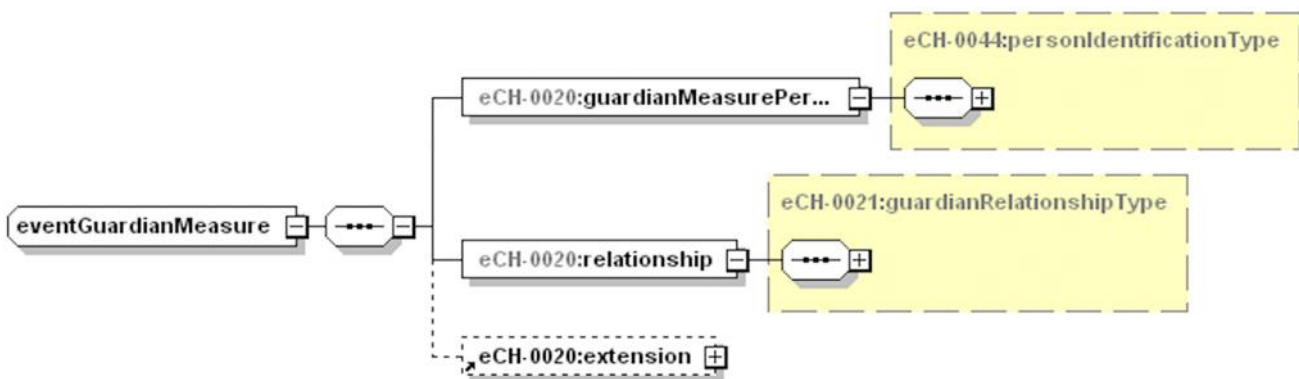 eCH-0044:personIdentificationType
eCH-0020:guardianMeasurePer...
eventGuardianMeasure
eCH-0021:guardianRelationshipType
eCH-0020:relationship
eCH-0020:extension